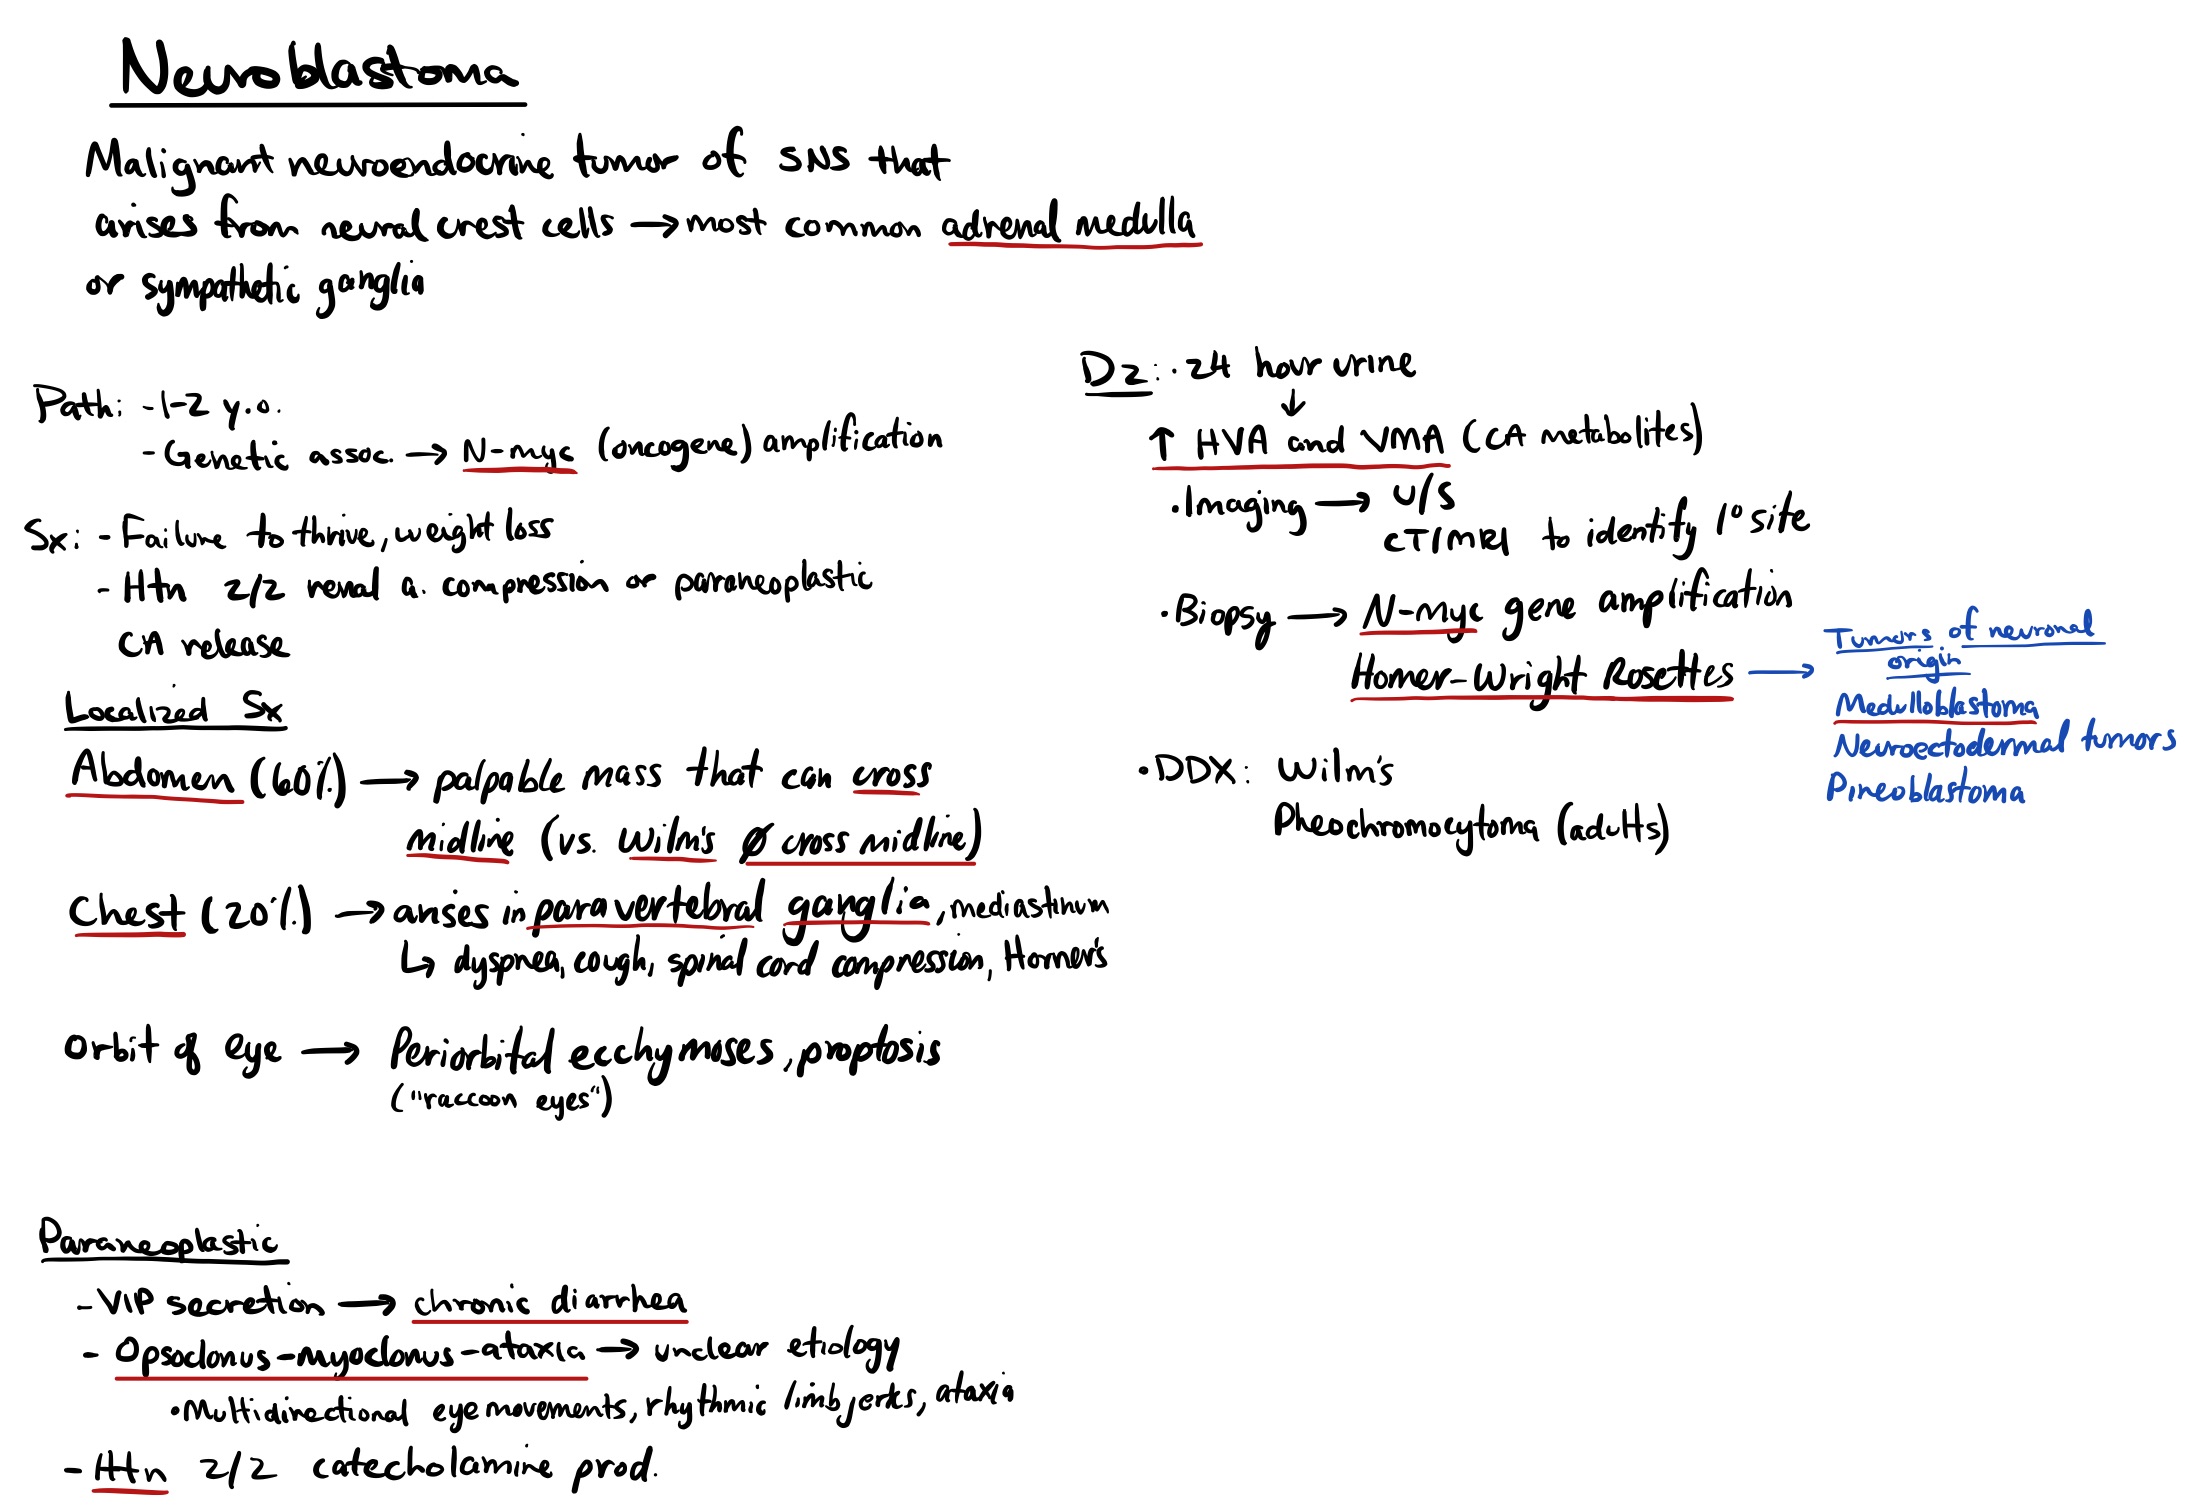 Neuroblastoma
Malignant neuroendocrine tumor of SNS that
arises from neural crest cells → most common adrenal medulla
or sympathetic ganglia
Path: - 1-2 y.o.
- Genetic assoc. → N-myc (oncogene) amplification
Sx: - Failure to thrive, weight loss
- Htn 2/2 renal a. compression or paraneoplastic
CA release
Localized Sx
Abdomen (60%) → palpable mass that can cross
midline (vs. Wilm's Ø cross midline)
Chest (20%) → arises in paravertebral ganglia, mediastinum
↳ dyspnea, cough, spinal cord compression, Horner's
Orbit of eye → Periorbital ecchymoses, proptosis
("raccoon eyes")
Paraneoplastic
- VIP secretion → chronic diarrhea
- Opsoclonus-myoclonus-ataxia → unclear etiology
• Multidirectional eye movements, rhythmic limb jerks, ataxia
- Htn 2/2 catecholamine prod.
Dz: • 24 hour urine
↓
↑ HVA and VMA (CA metabolites)
• Imaging → U/S
CT/MRI to identify 1° site
• Biopsy → N-myc gene amplification
Homer-Wright Rosettes →
Tumors of neuronal
origin
Medulloblastoma
Neuroectodermal tumors
Pineoblastoma
• DDX: Wilm's
Pheochromocytoma (adults)